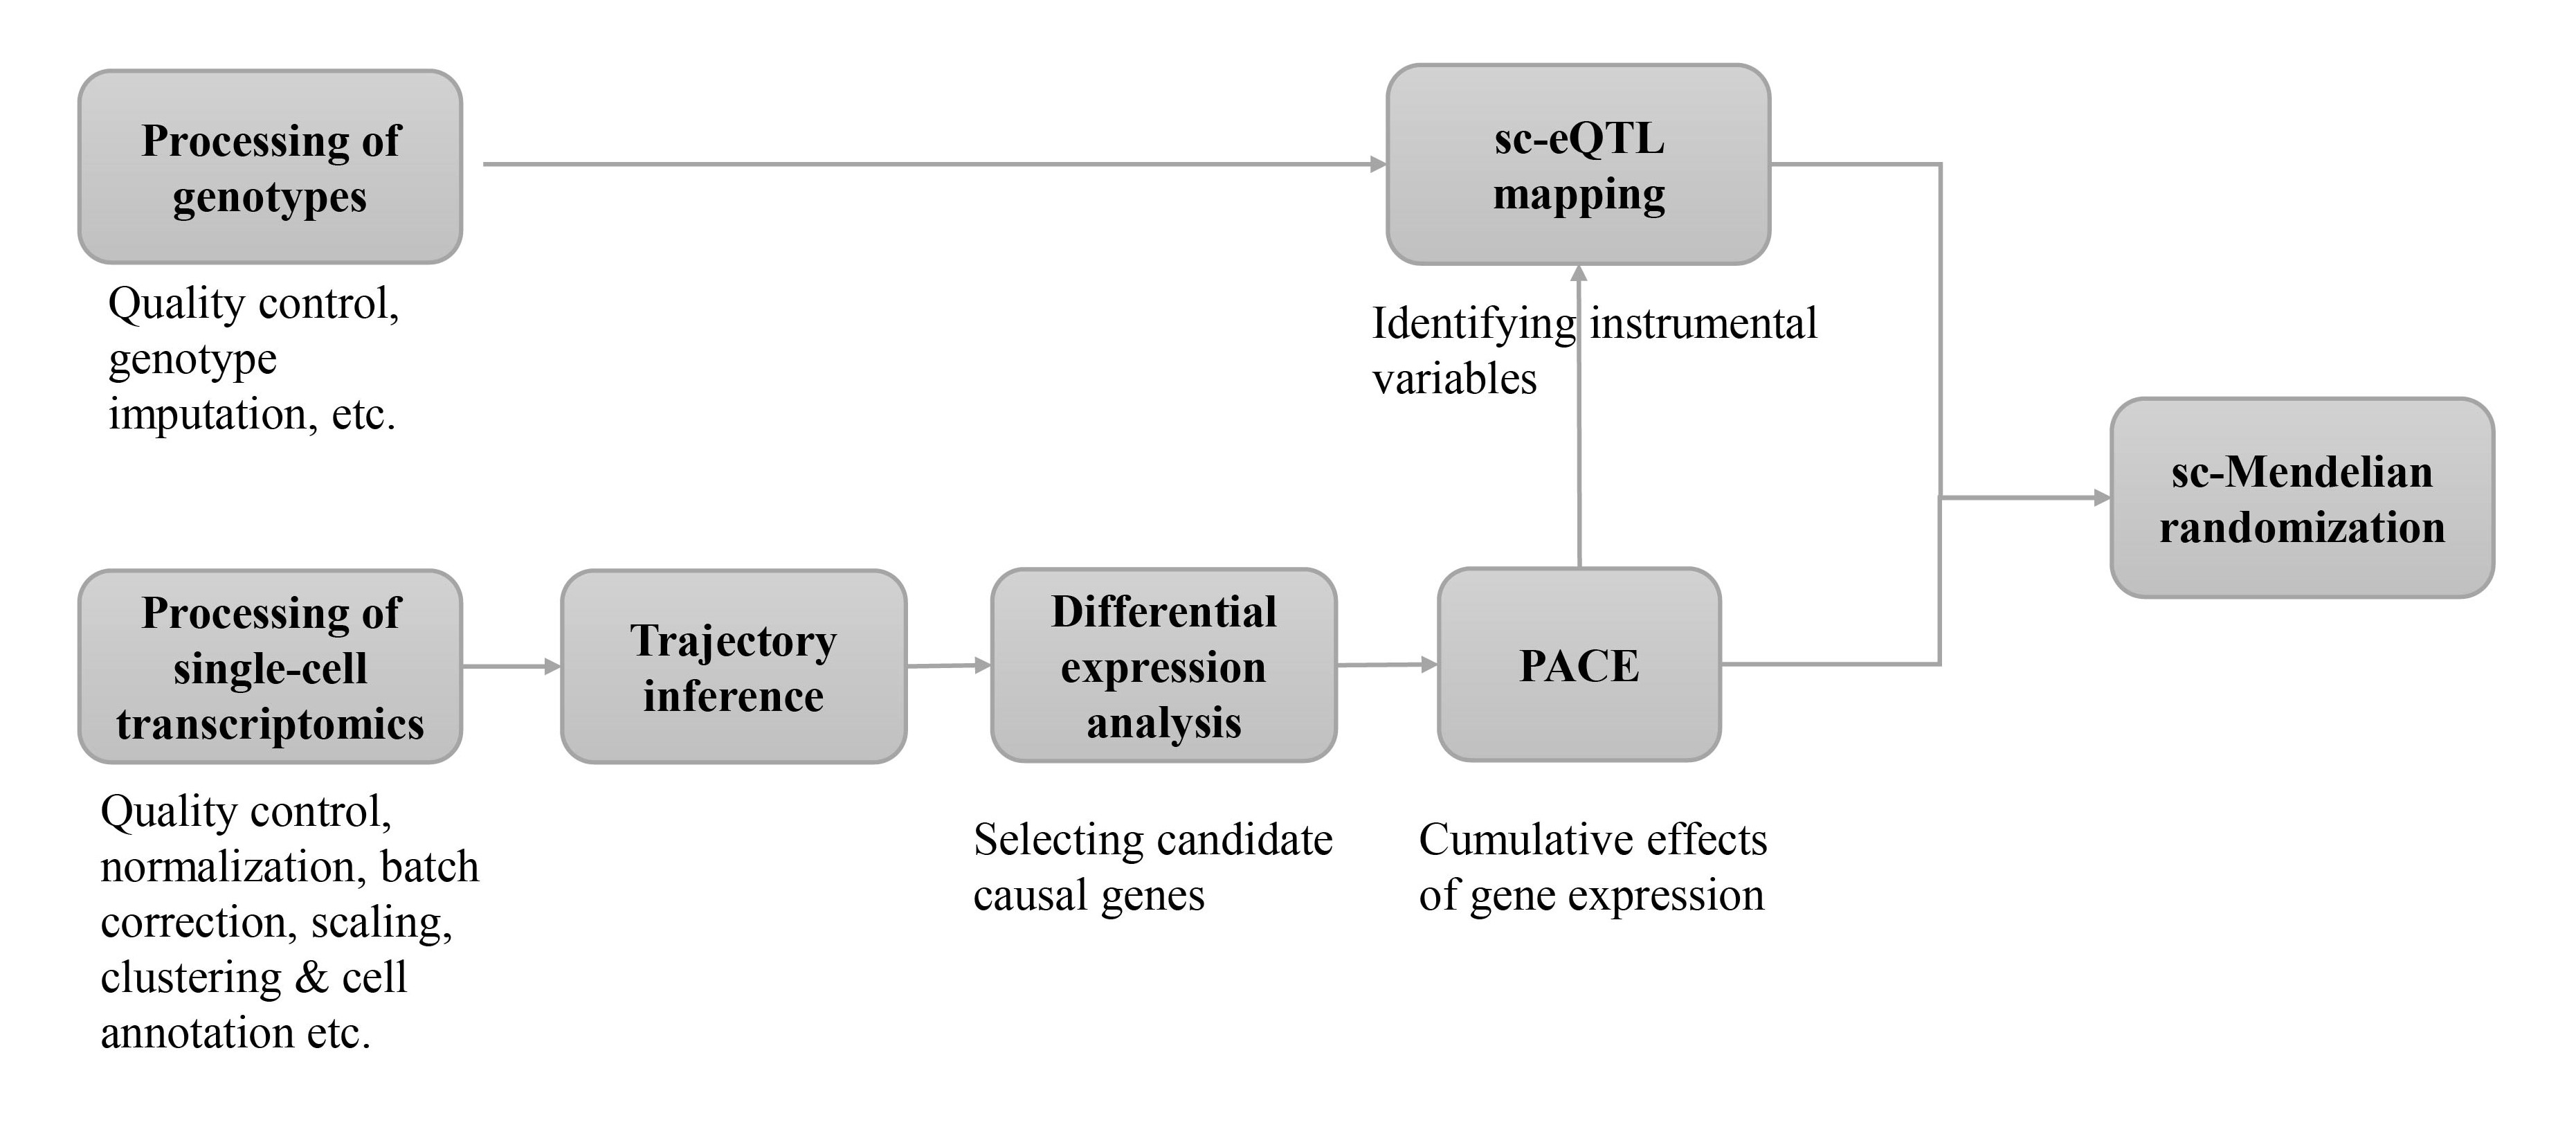 Processing of
genotypes
Quality control,
genotype
imputation, etc.
sc-eQTL
mapping
Identifying instrumental
variables
sc-Mendelian
randomization
Processing of
single-cell
transcriptomics
Quality control,
normalization, batch
correction, scaling,
clustering & cell
annotation etc.
Trajectory
inference
Differential
expression
analysis
Selecting candidate
causal genes
PACE
Cumulative effects
of gene expression